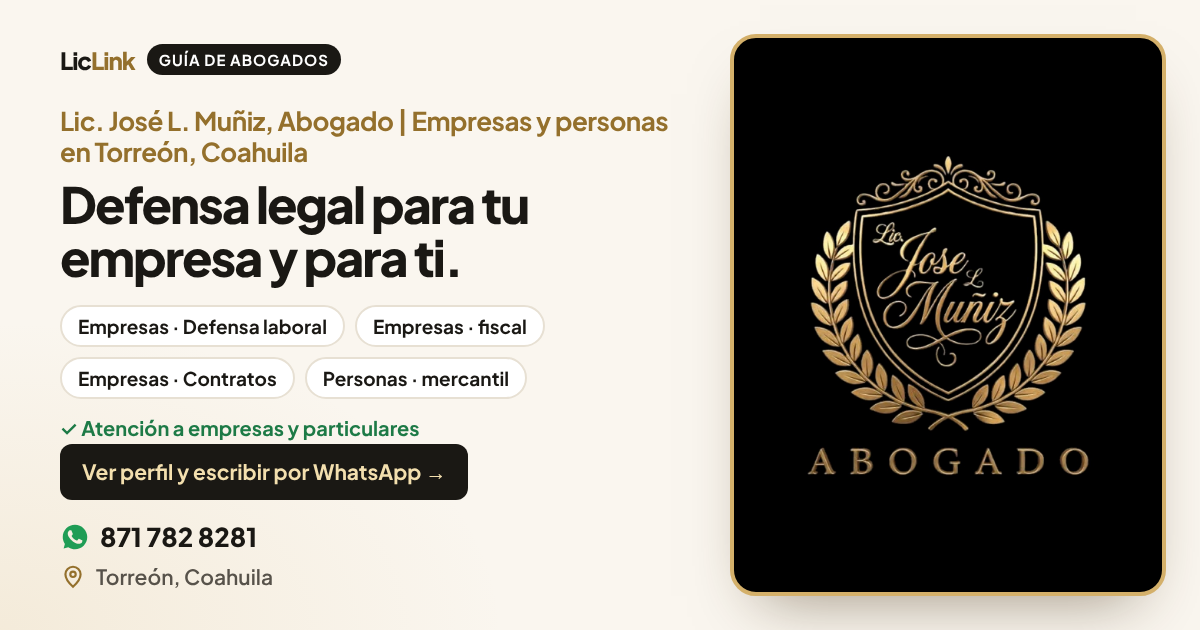 LicLink GUÍA DE ABOGADOS
Lic. José L. Muñiz, Abogado | Empresas y personas
en Torreón, Coahuila
Defensa legal para tu
empresa y para ti.
Empresas · Defensa laboral
Empresas · fiscal
Empresas · Contratos
Personas · mercantil
✓ Atención a empresas y particulares
Ver perfil y escribir por WhatsApp →
871 782 8281
Torreón, Coahuila
Lic.
Jose L
Muñiz
ABOGADO